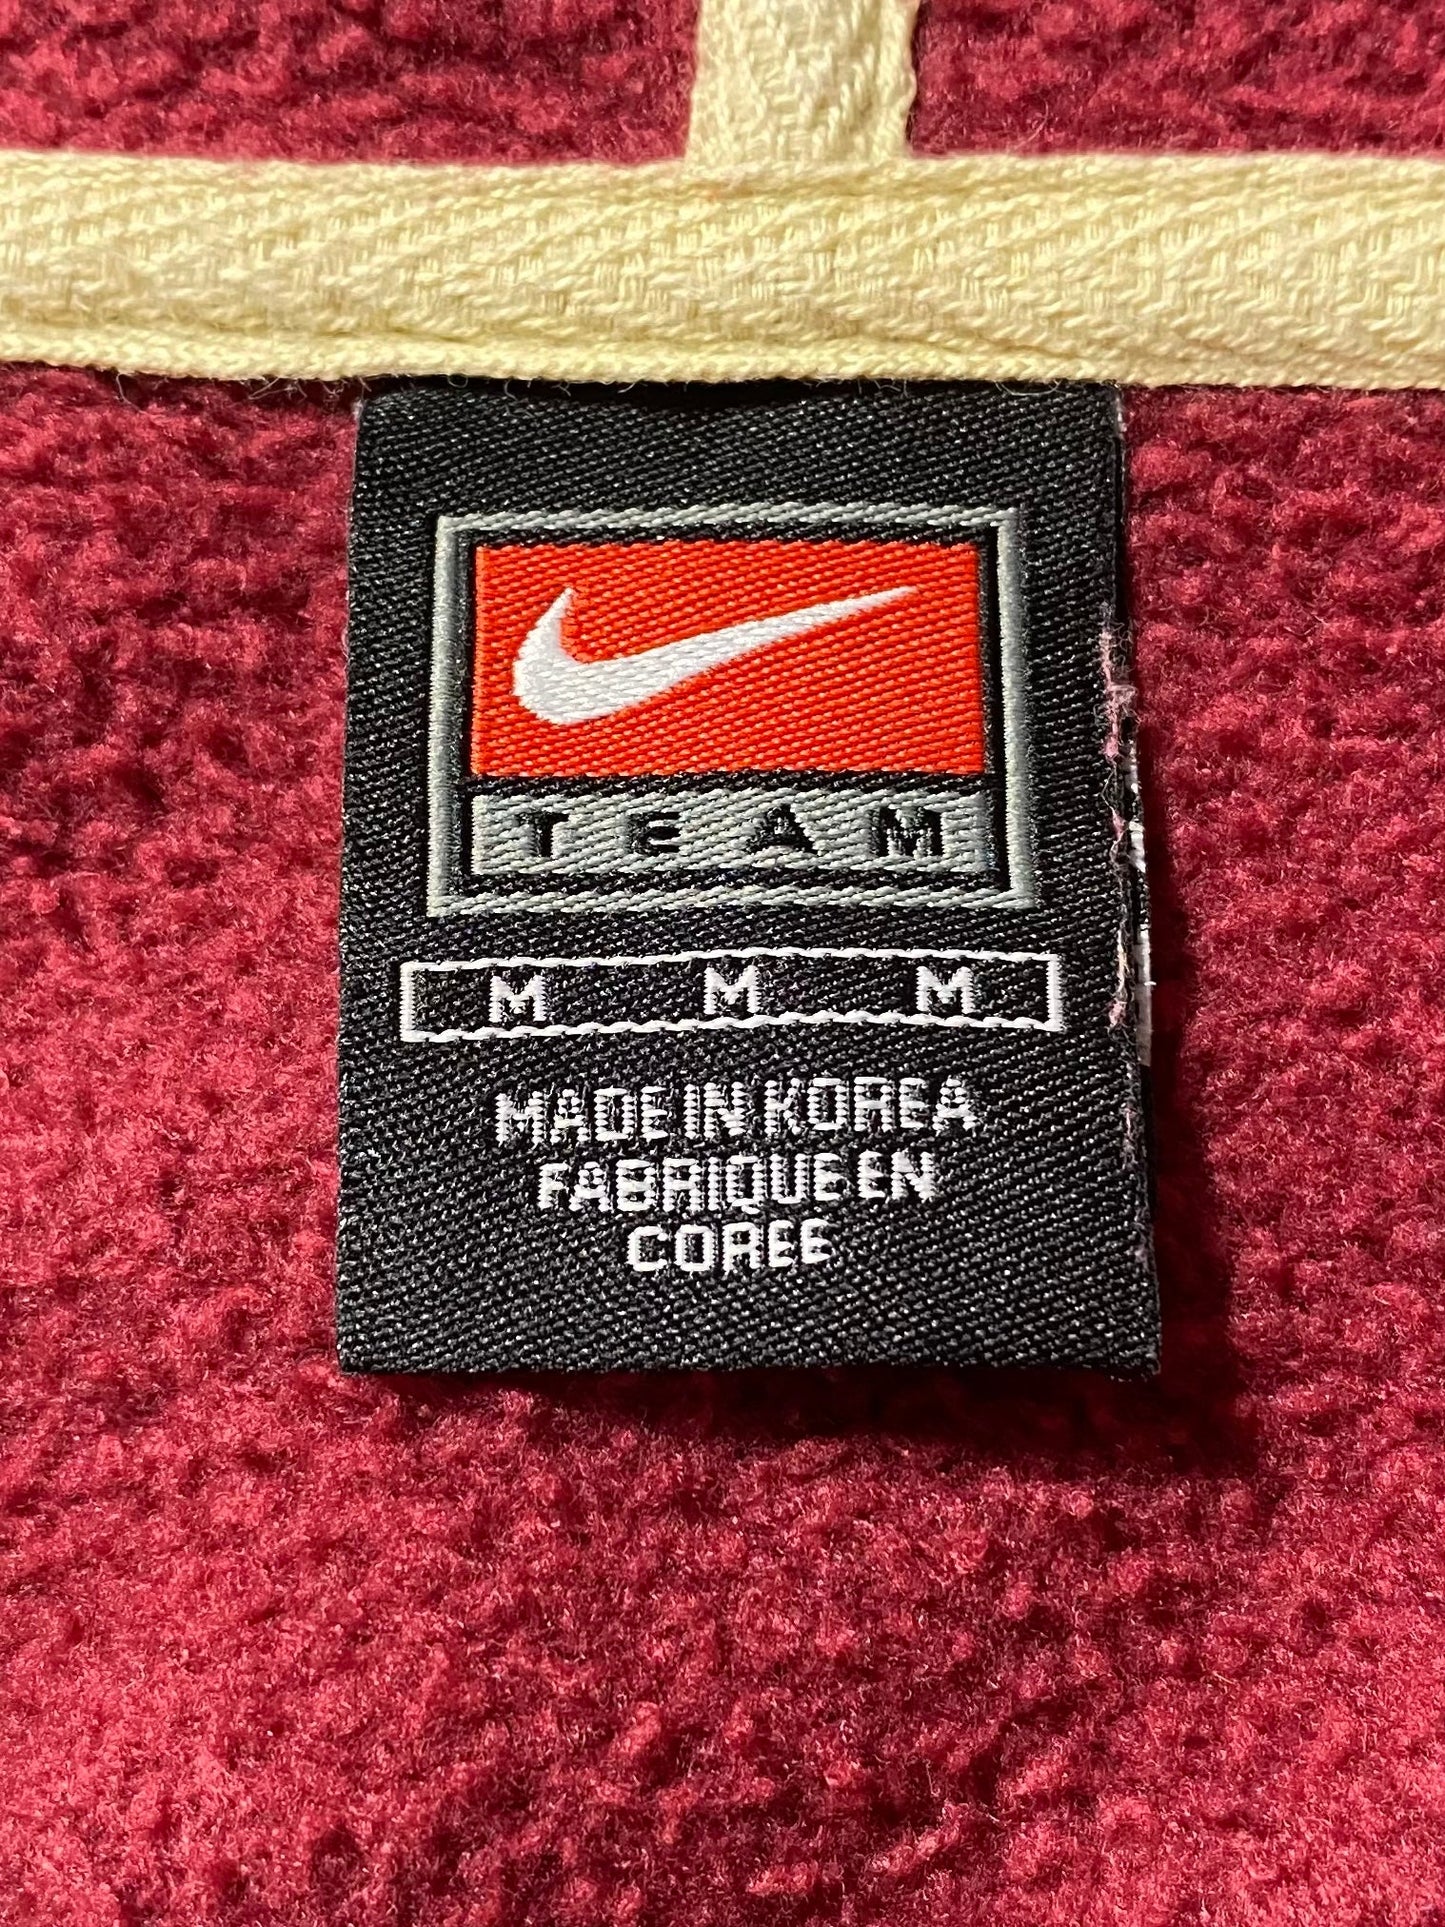 TEAM
M M M
MADE IN KOREA
FABRIQUE EN
COREE